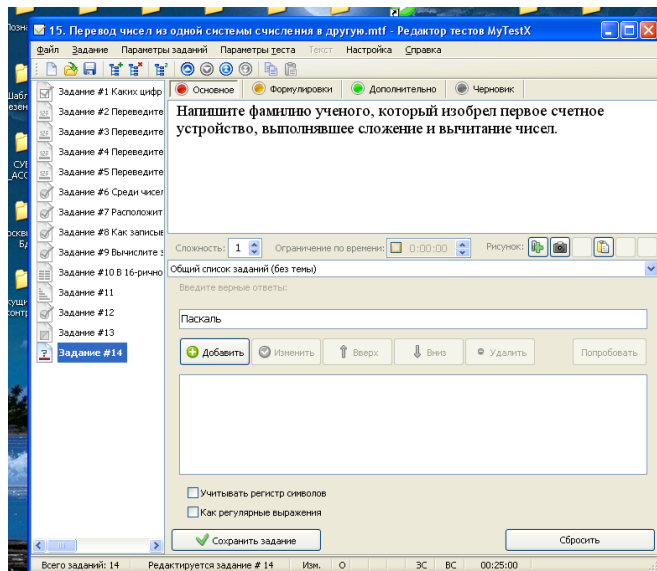 15. Перевод чисел из одной системы счисления в другую.mtf - Редактор тестов MyTestX
Файл Задание Параметры заданий Параметры теста Текст Настройка Справка
Задание #1 Каких цифр
Задание #2 Переведите
Задание #3 Переведите
Задание #4 Переведите
Задание #5 Переведите
Задание #6 Среди чисел
Задание #7 Расположит
Задание #8 Как записыв
Задание #9 Вычислите з
Задание #10 В 16-рично
Задание #11
Задание #12
Задание #13
Задание #14
Основное Формулировки Дополнительно Черновик
Напишите фамилию ученого, который изобрел первое счетное
устройство, выполнявшее сложение и вычитание чисел.
Сложность: 1 Ограничение по времени: 0:00:00 Рисунок:
Общий список заданий (без темы)
Введите верные ответы:
Паскаль
Добавить Изменить Вверх Вниз Удалить Попробовать
Учитывать регистр символов
Как регулярные выражения
Сохранить задание Сбросить
Всего заданий: 14 Редактируется задание # 14 Изм. О ЗС ВС 00:25:00